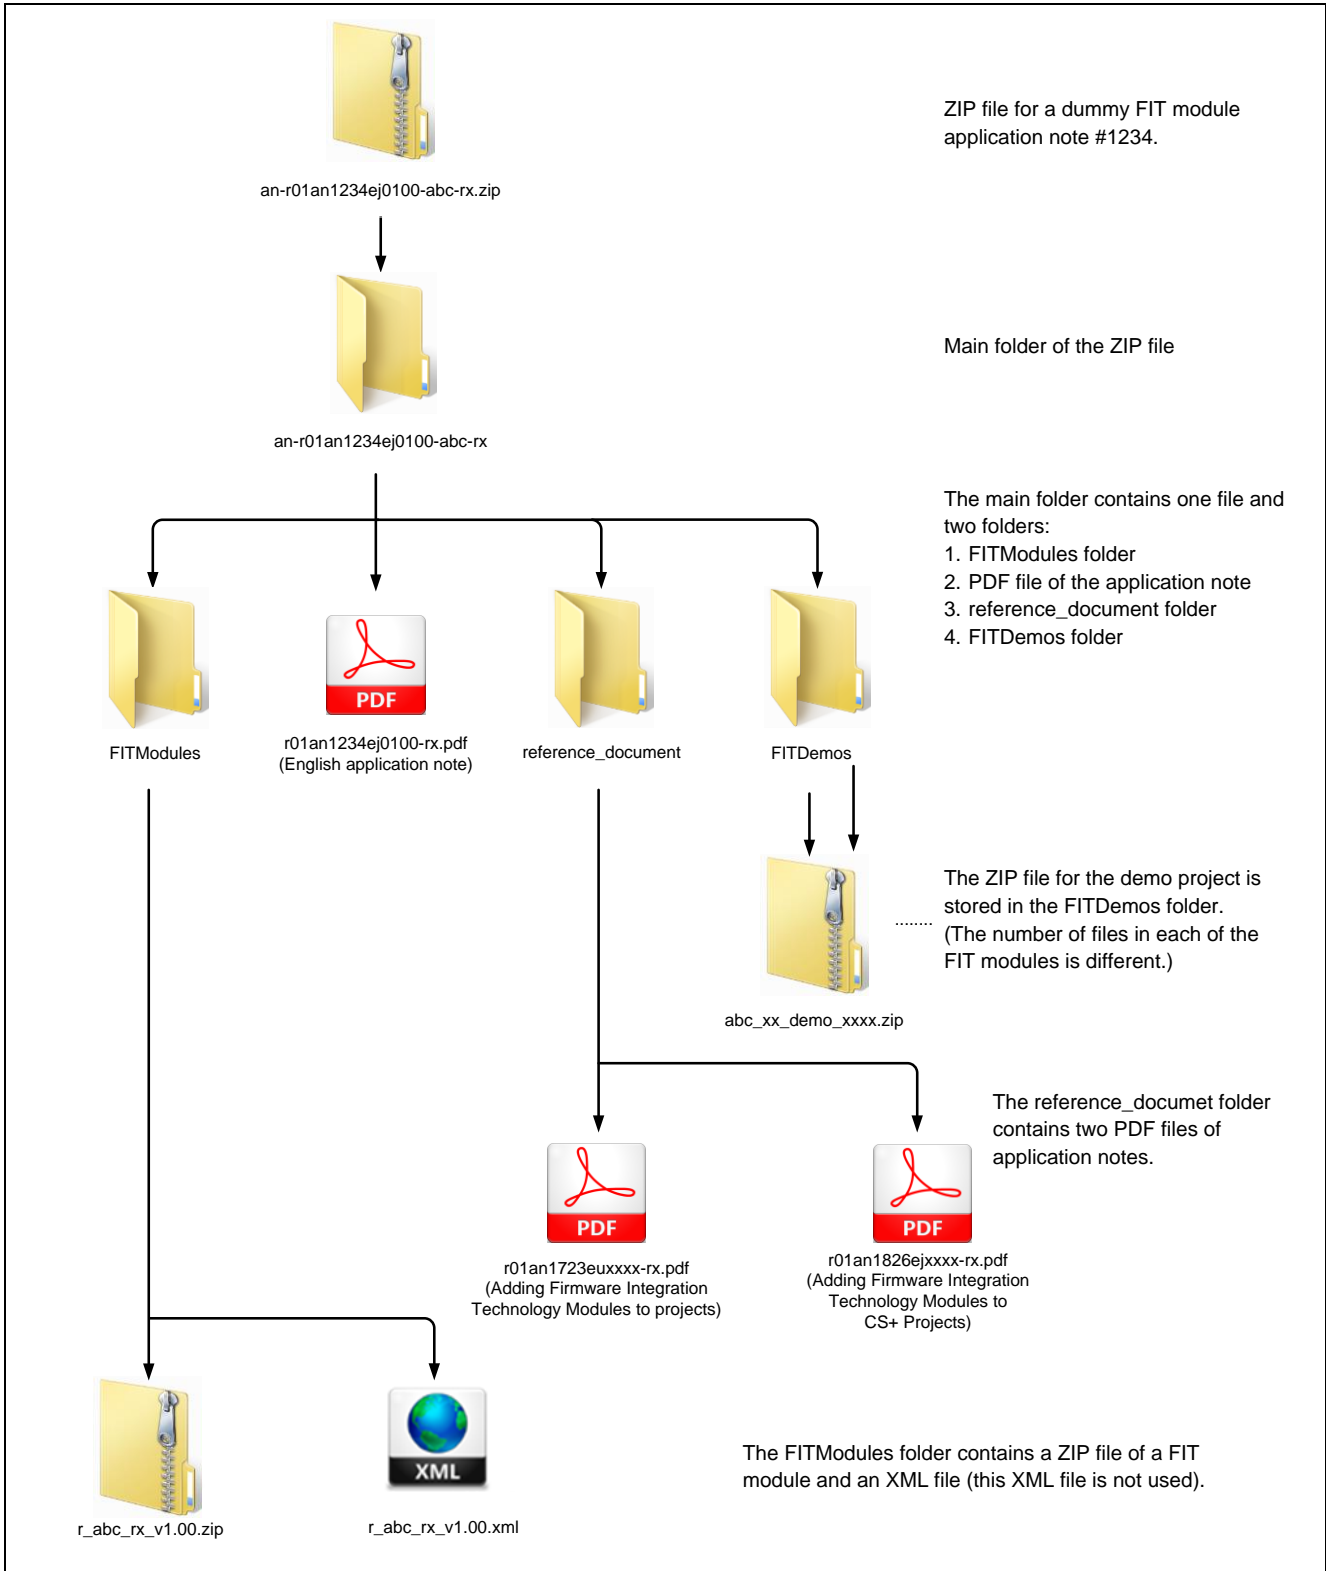 ZIP file for a dummy FIT module
application note #1234.
an-r01an1234ej0100-abc-rx.zip
Main folder of the ZIP file
an-r01an1234ej0100-abc-rx
The main folder contains one file and
two folders:
1. FITModules folder
2. PDF file of the application note
3. reference_document folder
4. FITDemos folder
PDF
FITModules
r01an1234ej0100-rx.pdf
(English application note)
reference_document
FITDemos
The ZIP file for the demo project is
stored in the FITDemos folder.
(The number of files in each of the
FIT modules is different.)
........
abc_xx_demo_xxxx.zip
The reference_documet folder
contains two PDF files of
application notes.
PDF
PDF
r01an1723euxxxx-rx.pdf
(Adding Firmware Integration
Technology Modules to projects)
r01an1826ejxxxx-rx.pdf
(Adding Firmware Integration
Technology Modules to
CS+ Projects)
XML
The FITModules folder contains a ZIP file of a FIT
module and an XML file (this XML file is not used).
r_abc_rx_v1.00.zip
r_abc_rx_v1.00.xml